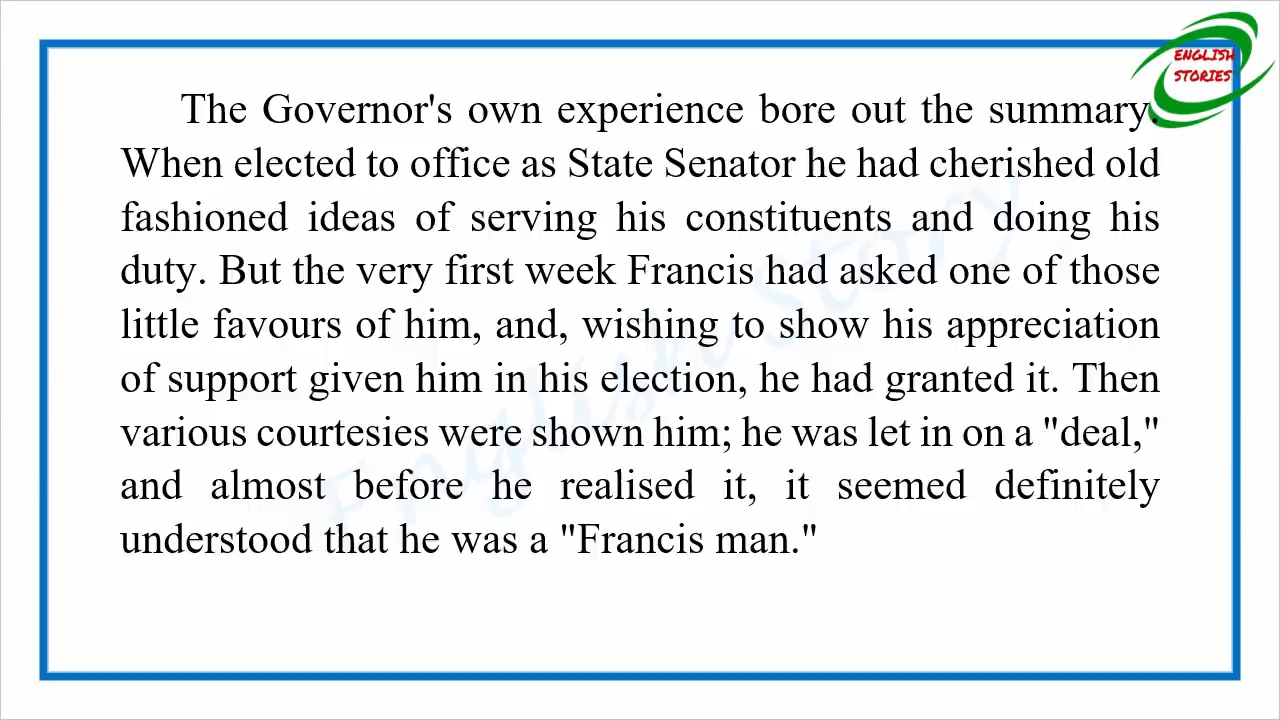 ENGLISH
STORIES
The Governor's own experience bore out the summary.
When elected to office as State Senator he had cherished old
fashioned ideas of serving his constituents and doing his
duty. But the very first week Francis had asked one of those
little favours of him, and, wishing to show his appreciation
of support given him in his election, he had granted it. Then
various courtesies were shown him; he was let in on a "deal,"
and almost before he realised it, it seemed definitely
understood that he was a "Francis man."
English Story